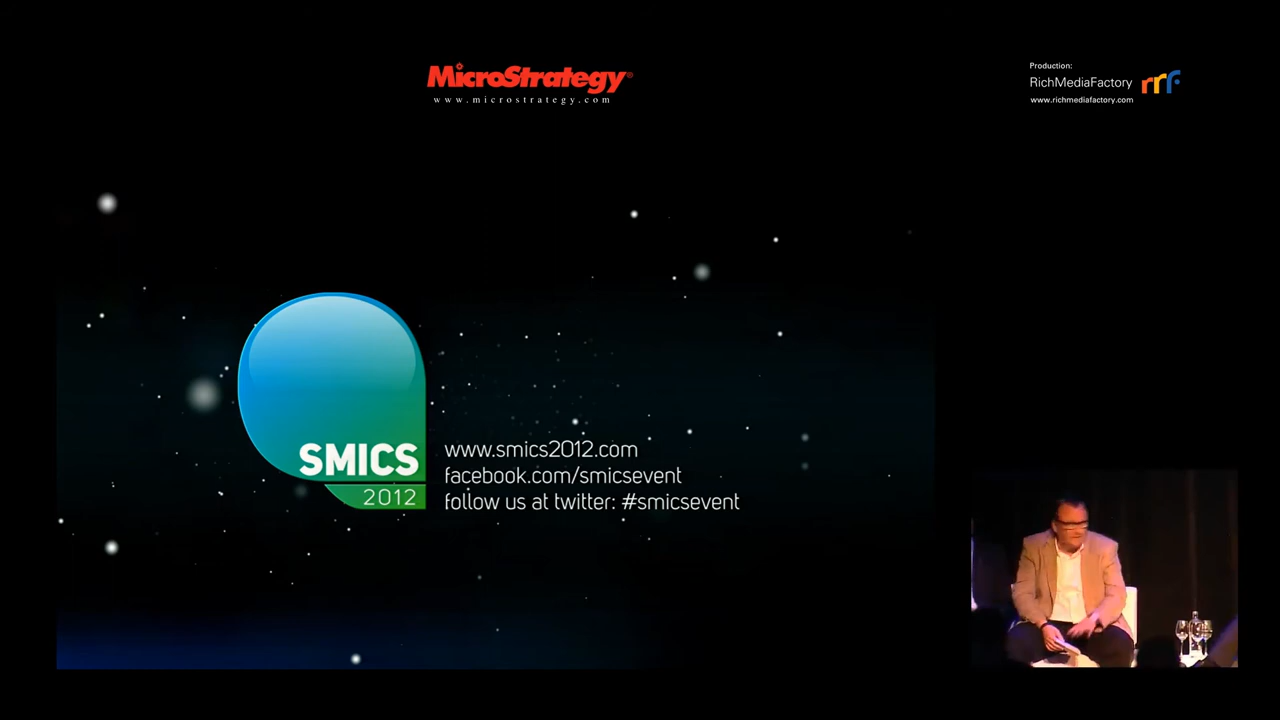 MicroStrategy®
www.microstrategy.com
Production:
RichMediaFactory rrf
www.richmediafactory.com
SMICS
2012
www.smics2012.com
facebook.com/smicsevent
follow us at twitter: #smicsevent